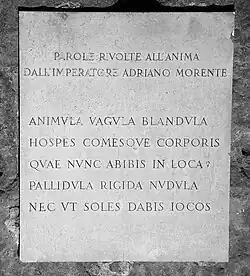 PAROLE RIVOLTE ALL'ANIMA
DALL'IMPERATORE ADRIANO MORENTE
ANIMVLA VAGVLA BLANDVLA
HOSPES COMESQVE CORPORIS
QVAE NVNC ABIBIS IN LOCA?
PALLIDVLA RIGIDA NVDVLA
NEC VT SOLES DABIS IOCOS